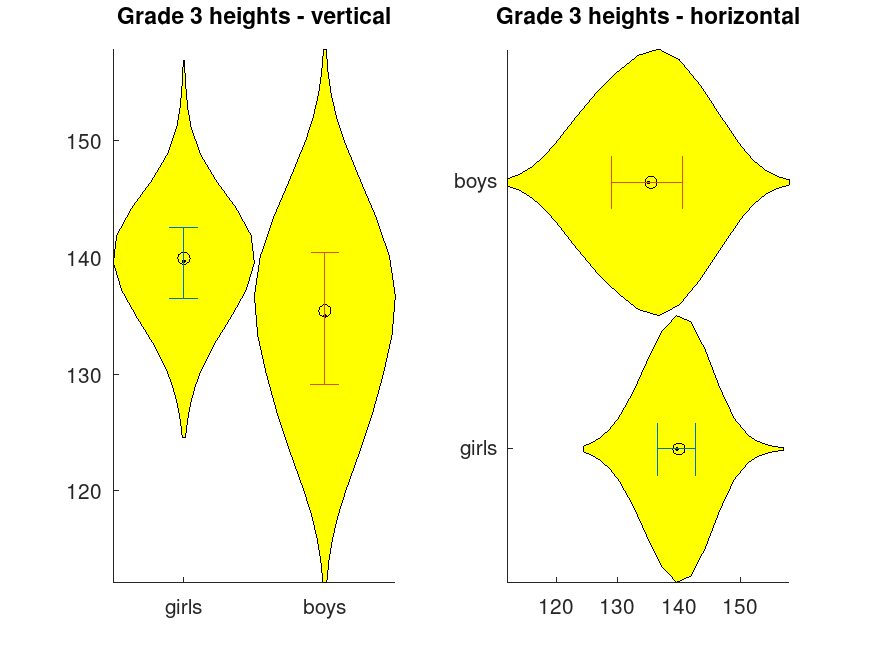 Grade 3 heights - vertical
150
140
130
120
girls boys
Grade 3 heights - horizontal
boys
girls
120 130 140 150